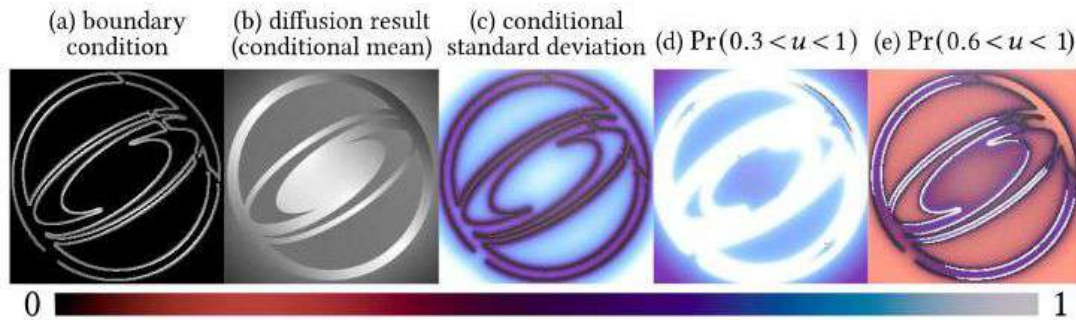 (a) boundary
condition
(b) diffusion result
(conditional mean)
(c) conditional
standard deviation
(d) Pr(0.3 < u < 1)
(e) Pr(0.6 < u < 1)
0
1